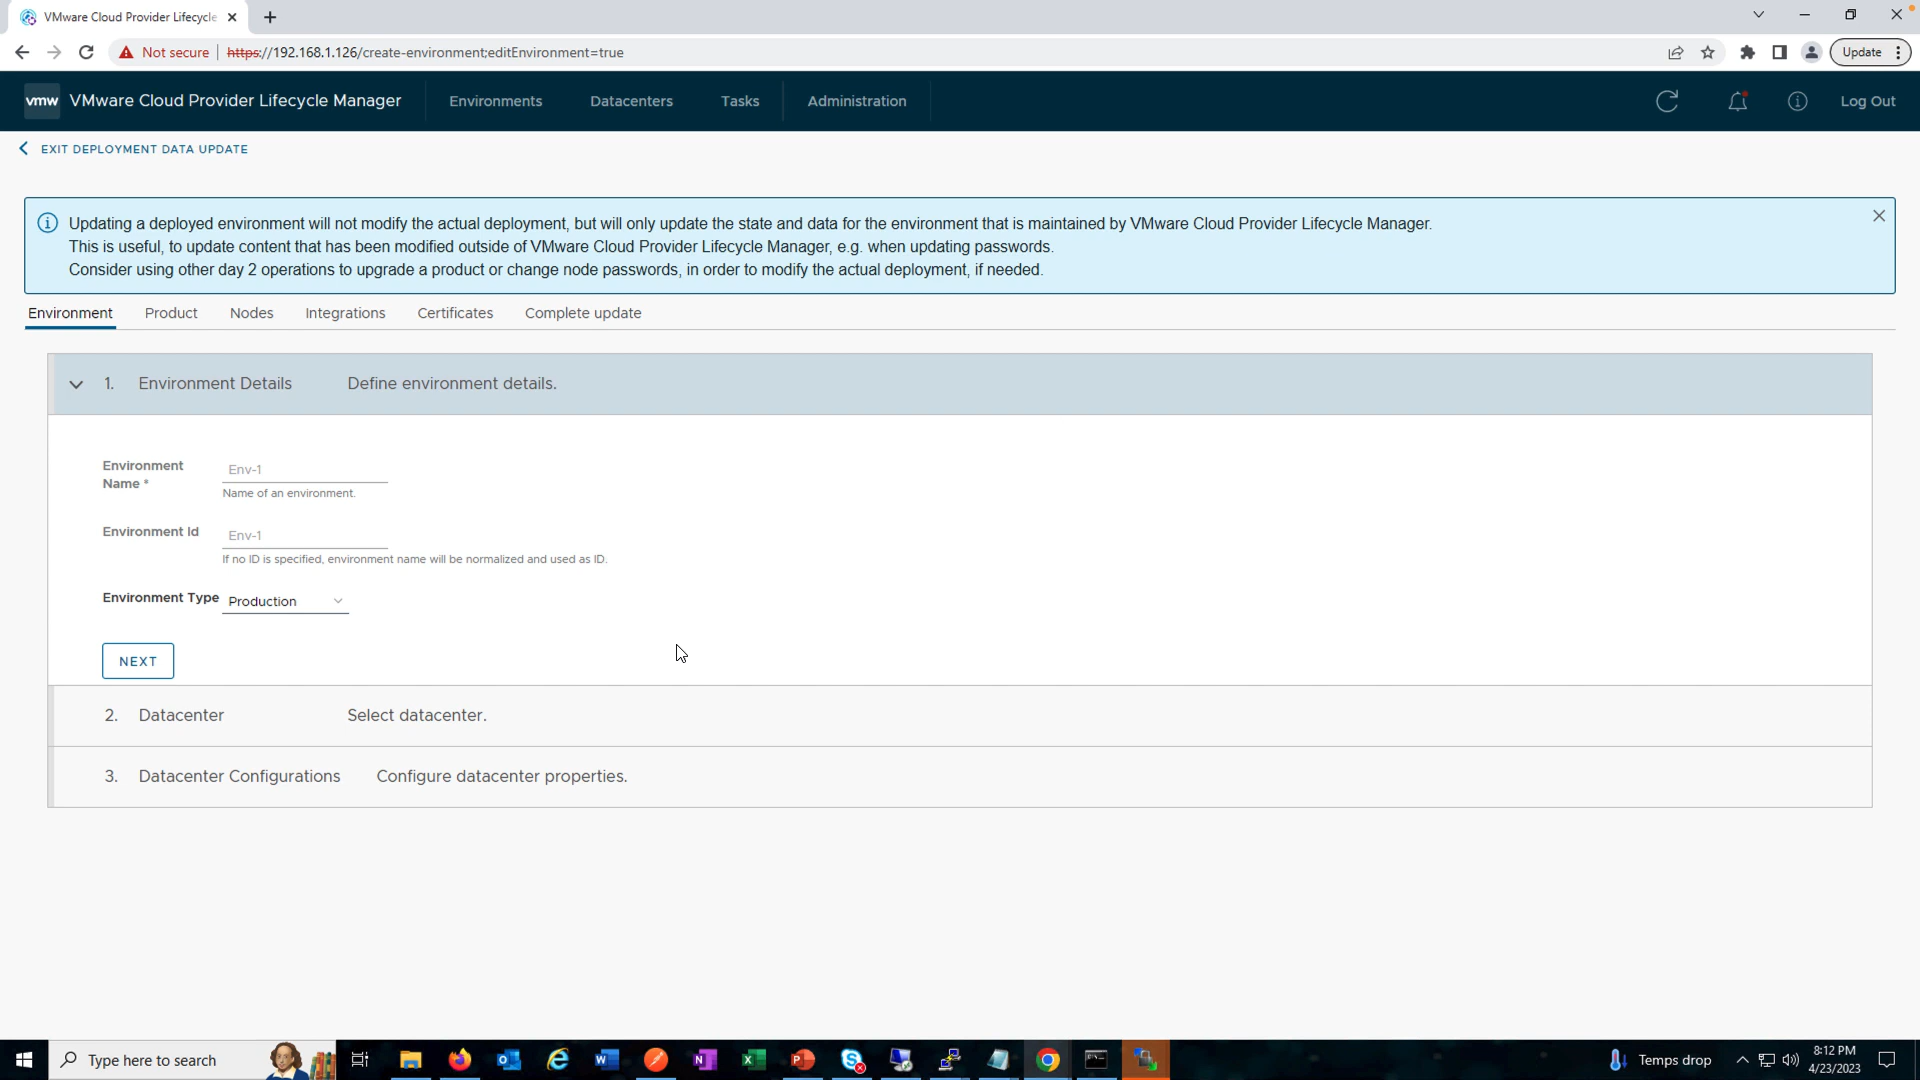 VMware Cloud Provider Lifecycle
Not secure
https://192.168.1.126/create-environment;editEnvironment=true
Update
vmw
VMware Cloud Provider Lifecycle Manager
Environments
Datacenters
Tasks
Administration
Log Out
EXIT DEPLOYMENT DATA UPDATE
Updating a deployed environment will not modify the actual deployment, but will only update the state and data for the environment that is maintained by VMware Cloud Provider Lifecycle Manager.
This is useful, to update content that has been modified outside of VMware Cloud Provider Lifecycle Manager, e.g. when updating passwords.
Consider using other day 2 operations to upgrade a product or change node passwords, in order to modify the actual deployment, if needed.
Environment
Product
Nodes
Integrations
Certificates
Complete update
1. Environment Details Define environment details.
Environment
Name *
Env-1
Name of an environment.
Environment Id
Env-1
If no ID is specified, environment name will be normalized and used as ID.
Environment Type
Production
NEXT
2. Datacenter Select datacenter.
3. Datacenter Configurations Configure datacenter properties.
Type here to search
Temps drop
8:12 PM
4/23/2023